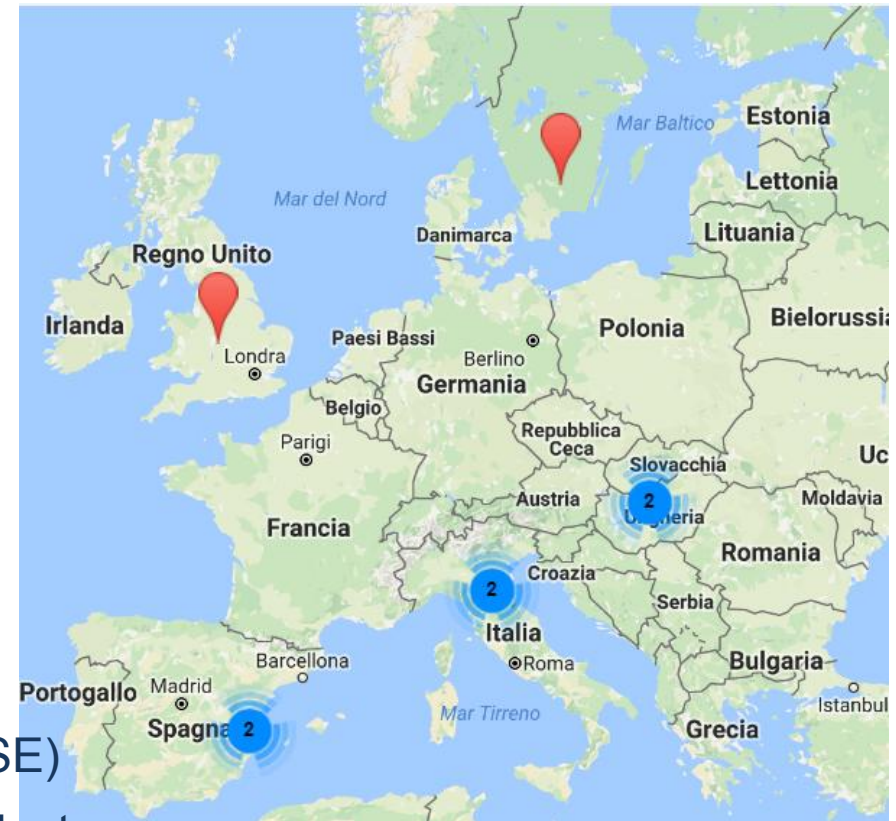 Estonia
Mar Baltico
Lettonia
Mar del Nord
Danimarca
Lituania
Regno Unito
Irlanda
Paesi Bassi
Polonia
Bielorussia
Londra
Berlino
Germania
Belgio
Parigi
Repubblica
Ceca
Slovacchia
Uc
Austria
2
Moldavia
Francia
Romania
Croazia
2
Serbia
Italia
Barcellona
Roma
Bulgaria
Portogallo
Madrid
Istanbul
Mar Tirreno
Spagna
2
Grecia
SE)